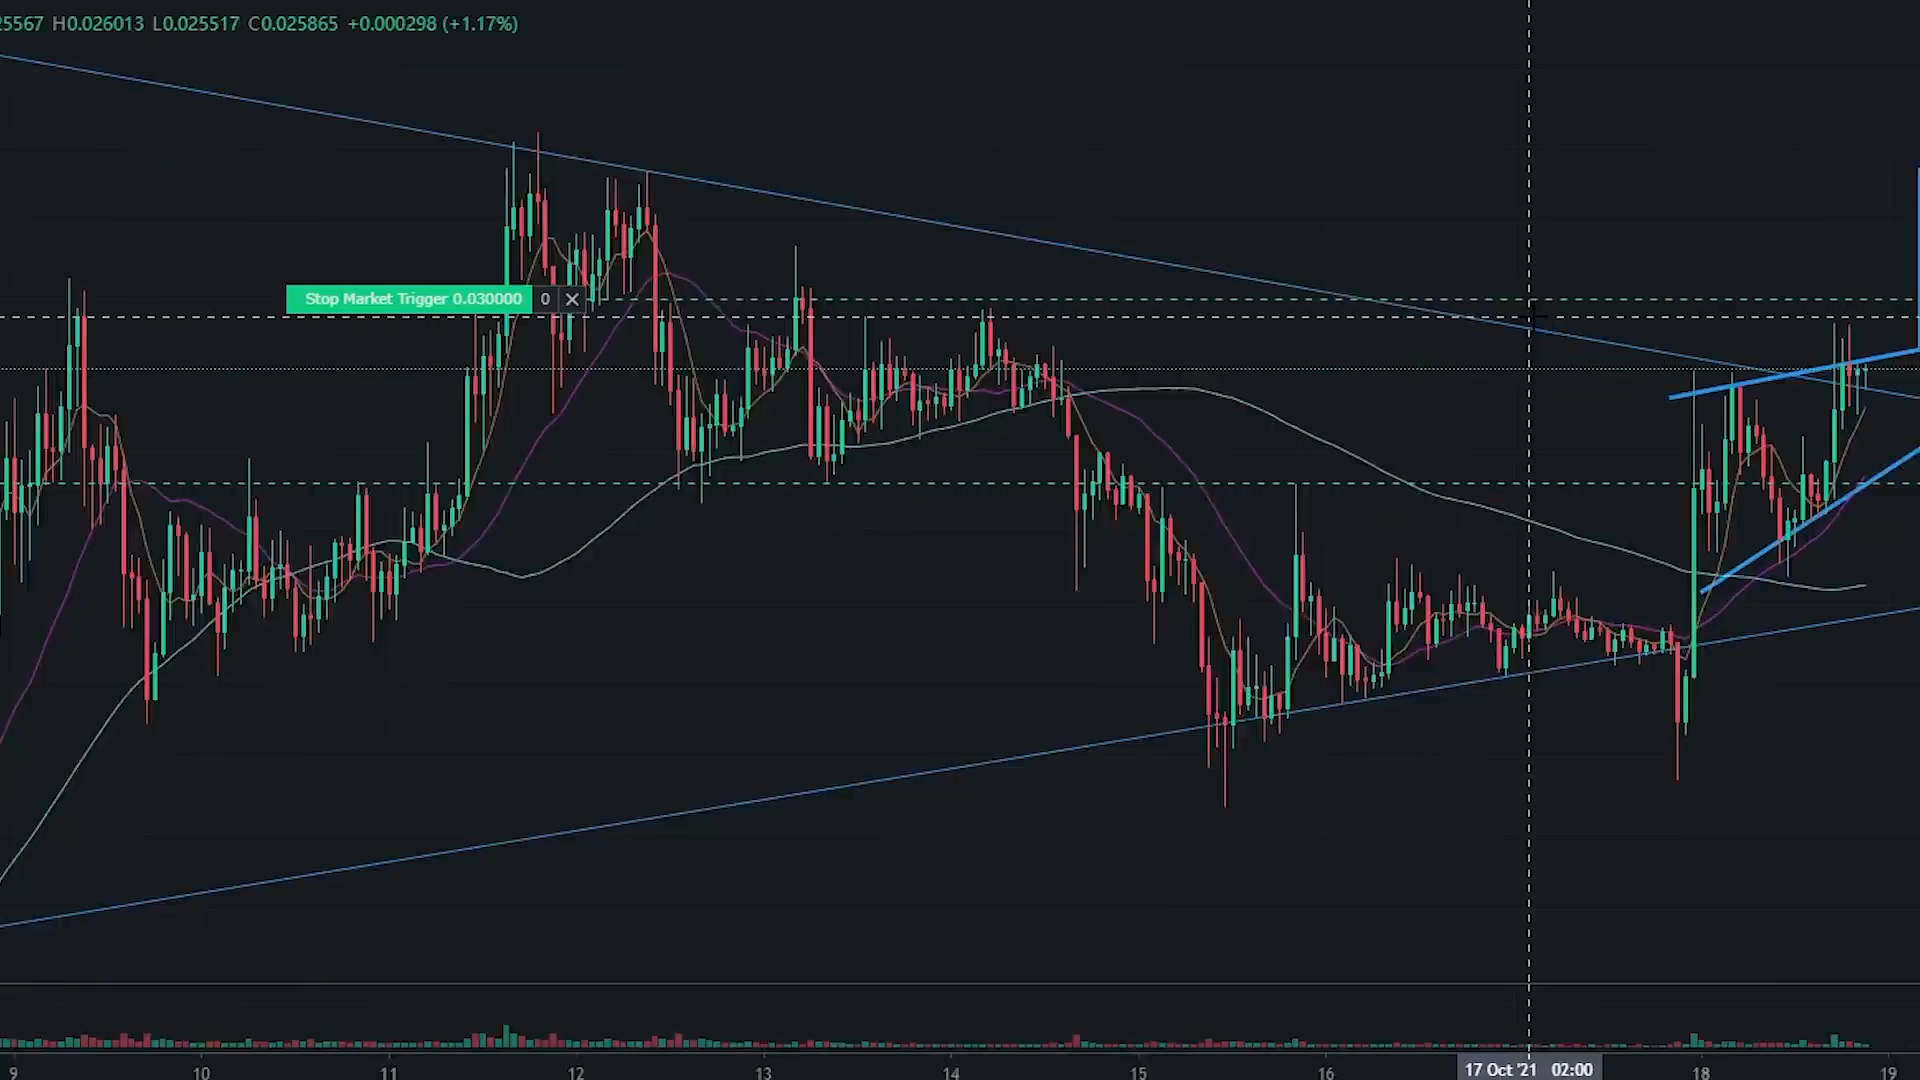 25567 H0.026013 L0.025517 C0.025865 +0.000298 (+1.17%)
Stop Market Trigger 0.030000 0 ✕
9 10 11 12 13 14 15 16 17 Oct '21 02:00 18 19